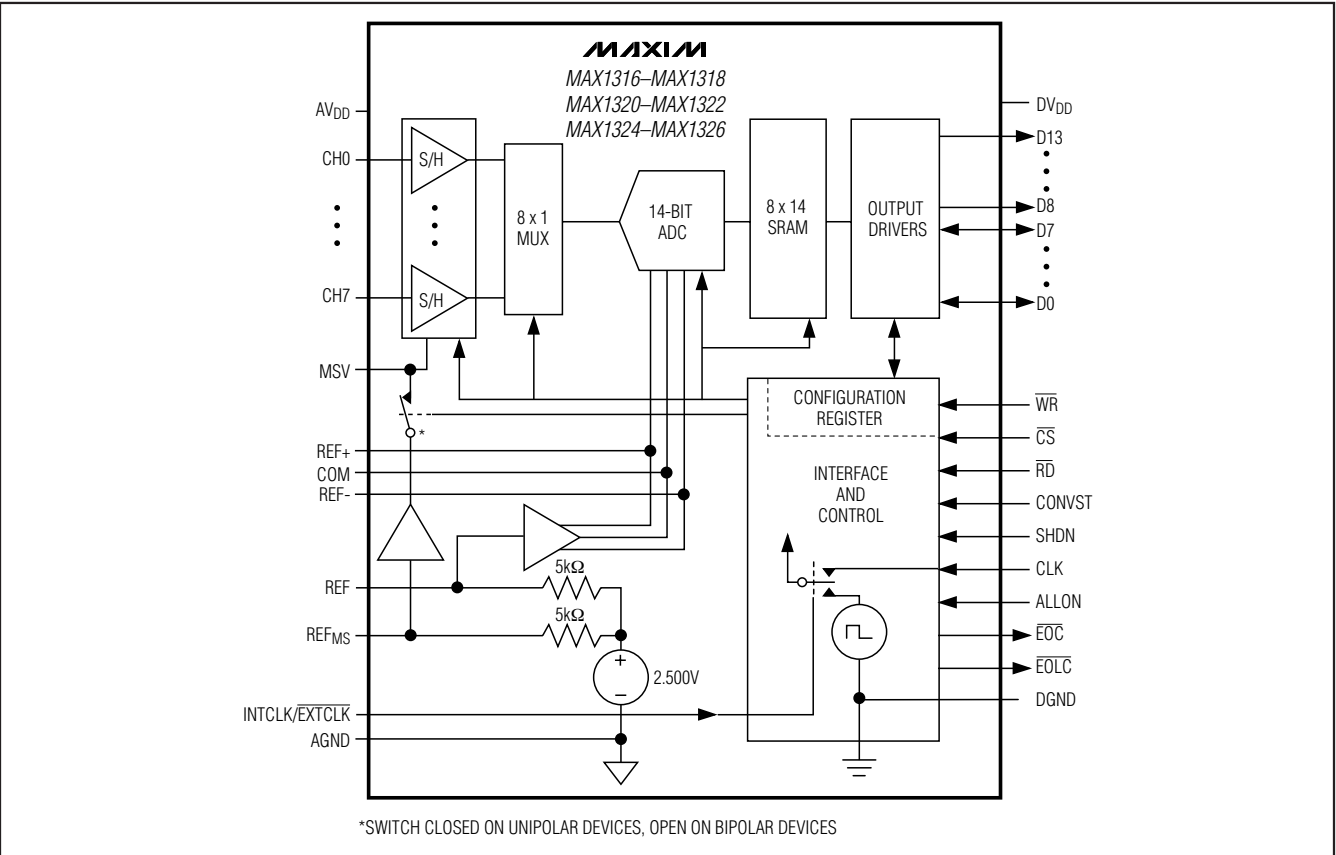 MAXIM
MAX1316–MAX1318
MAX1320–MAX1322
MAX1324–MAX1326
AVDD
DVDD
CH0
S/H
8 x 1
MUX
14-BIT
ADC
8 x 14
SRAM
OUTPUT
DRIVERS
D13
D8
D7
D0
CH7
S/H
MSV
*
CONFIGURATION
REGISTER
WR
CS
RD
CONVST
SHDN
CLK
ALLON
EOC
EOLC
DGND
INTERFACE
AND
CONTROL
REF+
COM
REF-
REF
5kΩ
REFMS
5kΩ
+
2.500V
–
INTCLK/EXTCLK
AGND
*SWITCH CLOSED ON UNIPOLAR DEVICES, OPEN ON BIPOLAR DEVICES